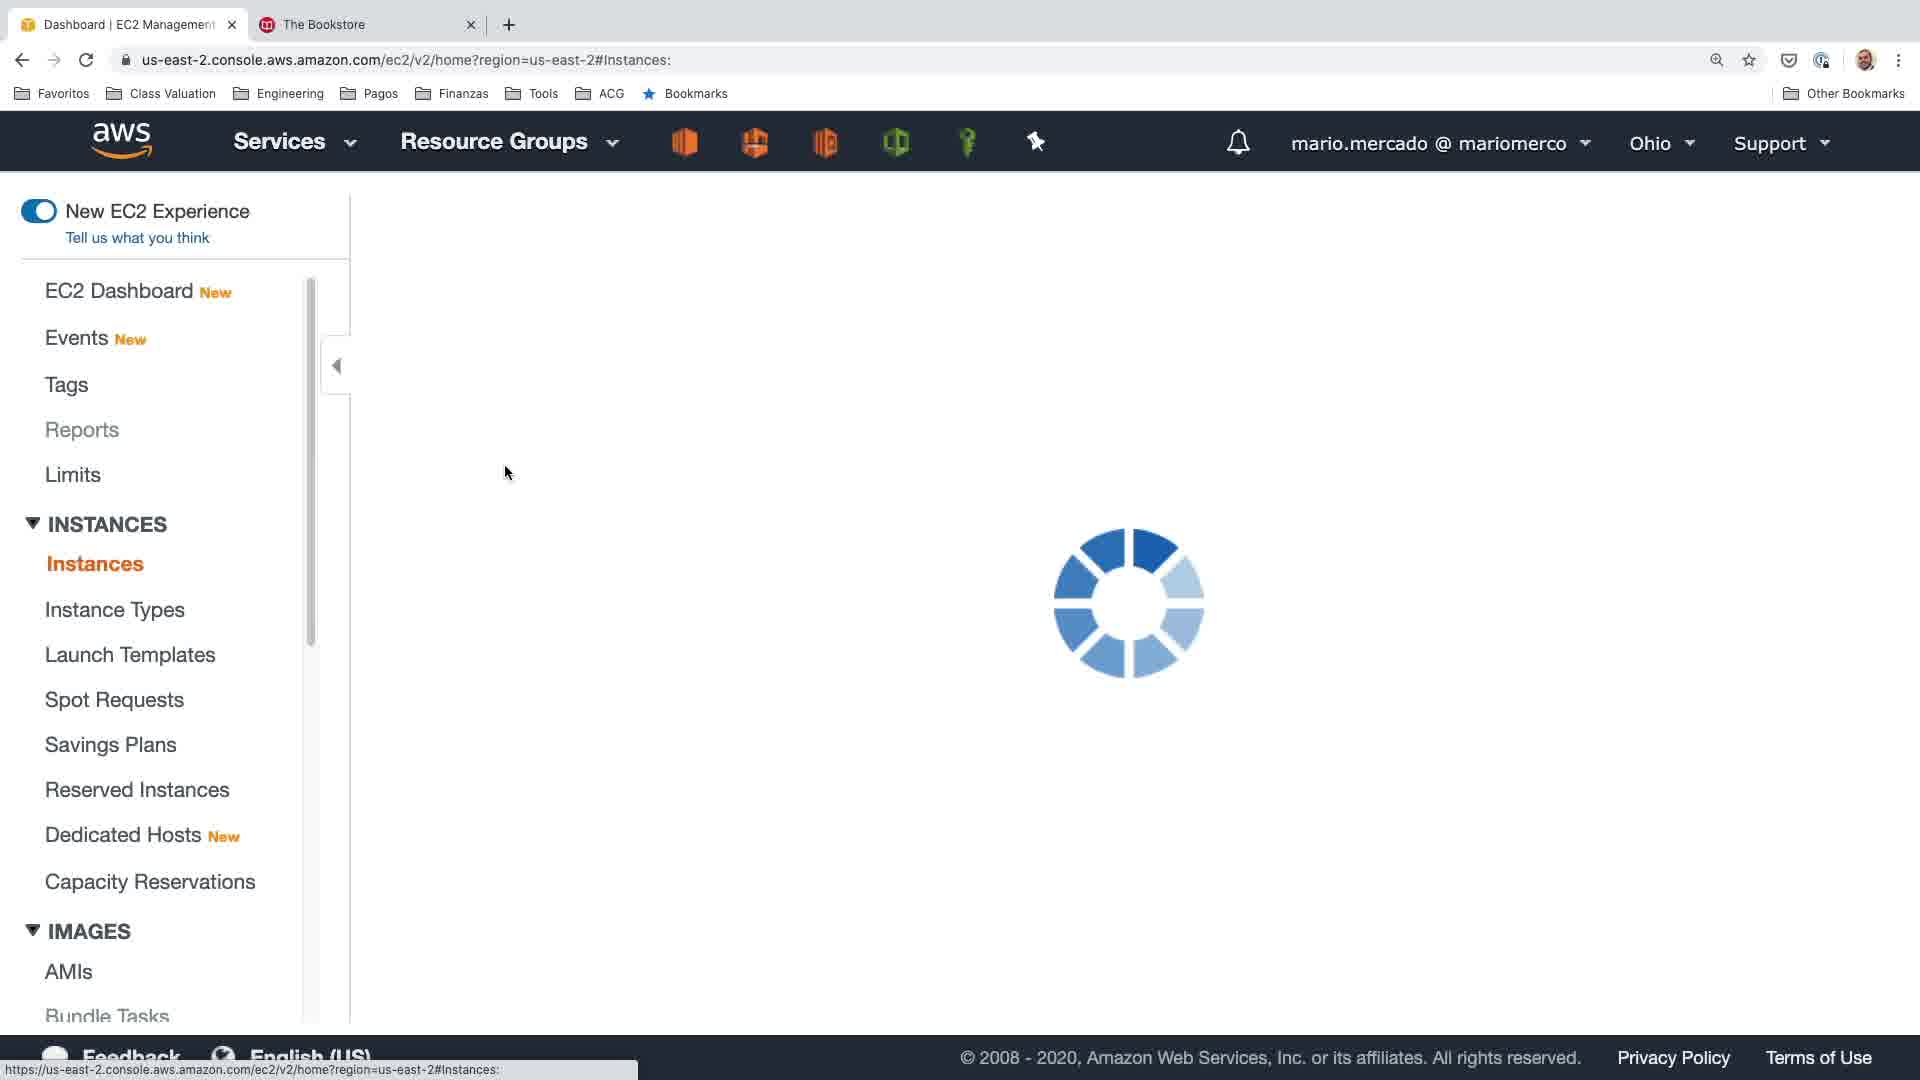 Dashboard | EC2 Management
The Bookstore
us-east-2.console.aws.amazon.com/ec2/v2/home?region=us-east-2#Instances:
Favoritos Class Valuation Engineering Pagos Finanzas Tools ACG Bookmarks Other Bookmarks
aws Services Resource Groups mario.mercado @ mariomerco Ohio Support
New EC2 Experience
Tell us what you think
EC2 Dashboard New
Events New
Tags
Reports
Limits
INSTANCES
Instances
Instance Types
Launch Templates
Spot Requests
Savings Plans
Reserved Instances
Dedicated Hosts New
Capacity Reservations
IMAGES
AMIs
Bundle Tasks
Feedback English (US) © 2008 - 2020, Amazon Web Services, Inc. or its affiliates. All rights reserved. Privacy Policy Terms of Use
https://us-east-2.console.aws.amazon.com/ec2/v2/home?region=us-east-2#Instances: